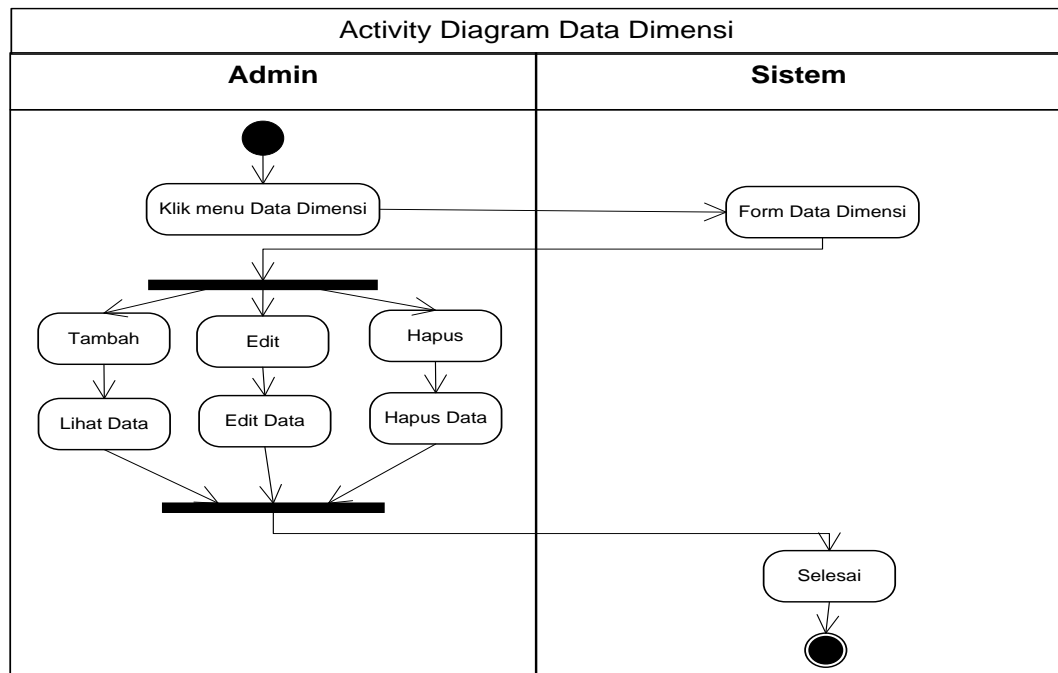 Activity Diagram Data Dimensi
Admin
Sistem
Klik menu Data Dimensi
Form Data Dimensi
Tambah
Edit
Hapus
Lihat Data
Edit Data
Hapus Data
Selesai